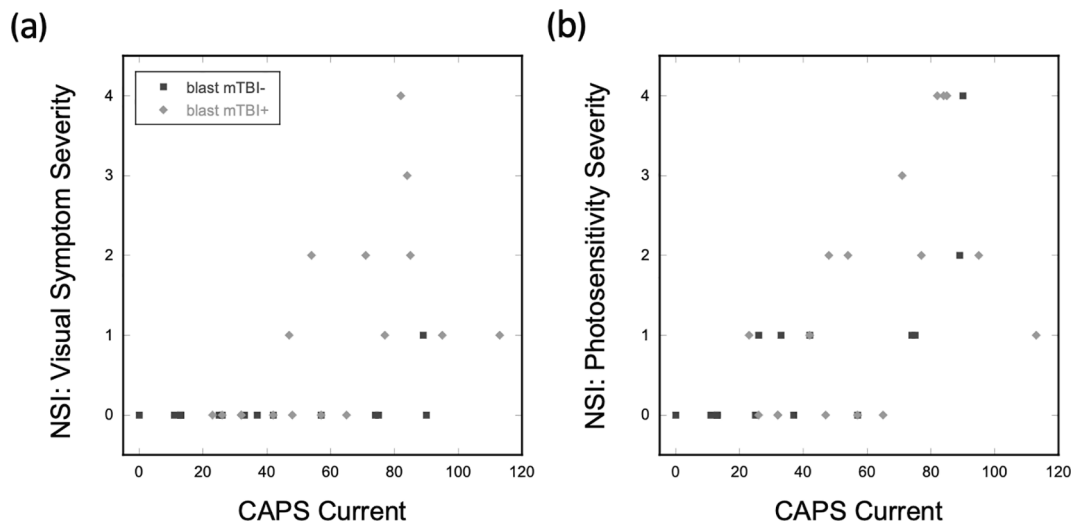 (a)
NSI: Visual Symptom Severity
4
3
2
1
0
blast mTBI-
blast mTBI+
0 20 40 60 80 100 120
CAPS Current
(b)
NSI: Photosensitivity Severity
4
3
2
1
0
0 20 40 60 80 100 120
CAPS Current